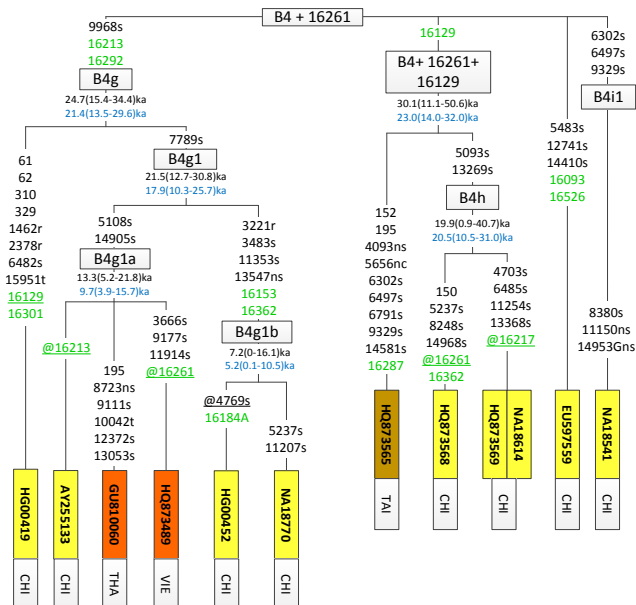 B4 + 16261
9968s
16213
16292
B4g
24.7(15.4-34.4)ka
21.4(13.5-29.6)ka
61
62
310
329
1462r
2378r
6482s
15951t
16129
16301
7789s
B4g1
21.5(12.7-30.8)ka
17.9(10.3-25.7)ka
5108s
14905s
B4g1a
13.3(5.2-21.8)ka
9.7(3.9-15.7)ka
@16213
195
8723ns
9111s
10042t
12372s
13053s
3666s
9177s
11914s
@16261
3221r
3483s
11353s
13547ns
16153
16362
B4g1b
7.2(0-16.1)ka
5.2(0.1-10.5)ka
@4769s
16184A
5237s
11207s
16129
B4+ 16261+
16129
30.1(11.1-50.6)ka
23.0(14.0-32.0)ka
152
195
4093ns
5656nc
6302s
6497s
6791s
9329s
14581s
16287
5093s
13269s
B4h
19.9(0.9-40.7)ka
20.5(10.5-31.0)ka
150
5237s
8248s
14968s
@16261
16362
4703s
6485s
11254s
13368s
@16217
5483s
12741s
14410s
16093
16526
6302s
6497s
9329s
B4i1
8380s
11150ns
14953Gns
HG00419
AY255133
GU810060
HQ873489
HG00452
NA18770
HQ873565
HQ873568
HQ873569
NA18614
EU597559
NA18541
CHI
CHI
THA
VIE
CHI
CHI
TAI
CHI
CHI
CHI
CHI
CHI